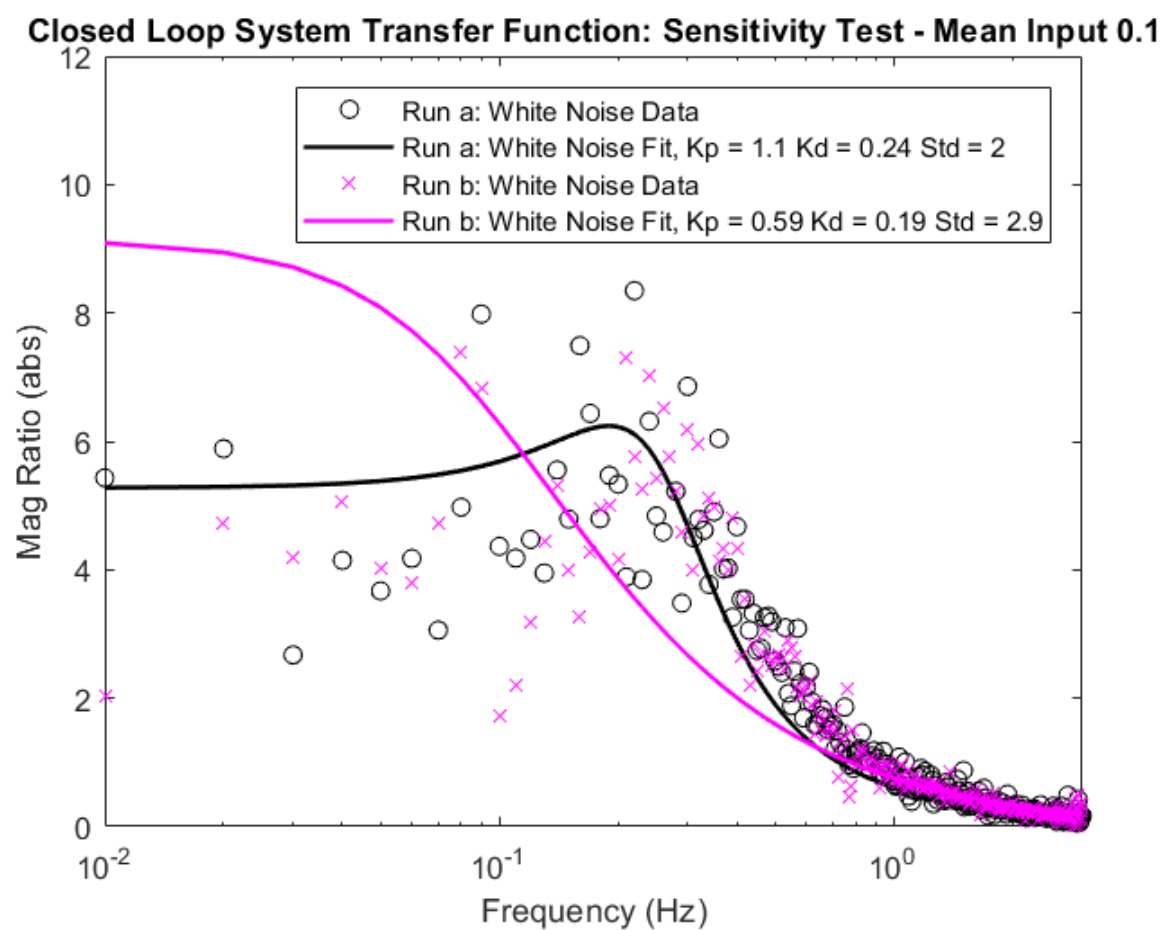 Closed Loop System Transfer Function: Sensitivity Test - Mean Input 0.1
12
10
8
6
4
2
0
Mag Ratio (abs)
Run a: White Noise Data
Run a: White Noise Fit, Kp = 1.1 Kd = 0.24 Std = 2
Run b: White Noise Data
Run b: White Noise Fit, Kp = 0.59 Kd = 0.19 Std = 2.9
10-2 10-1 100
Frequency (Hz)